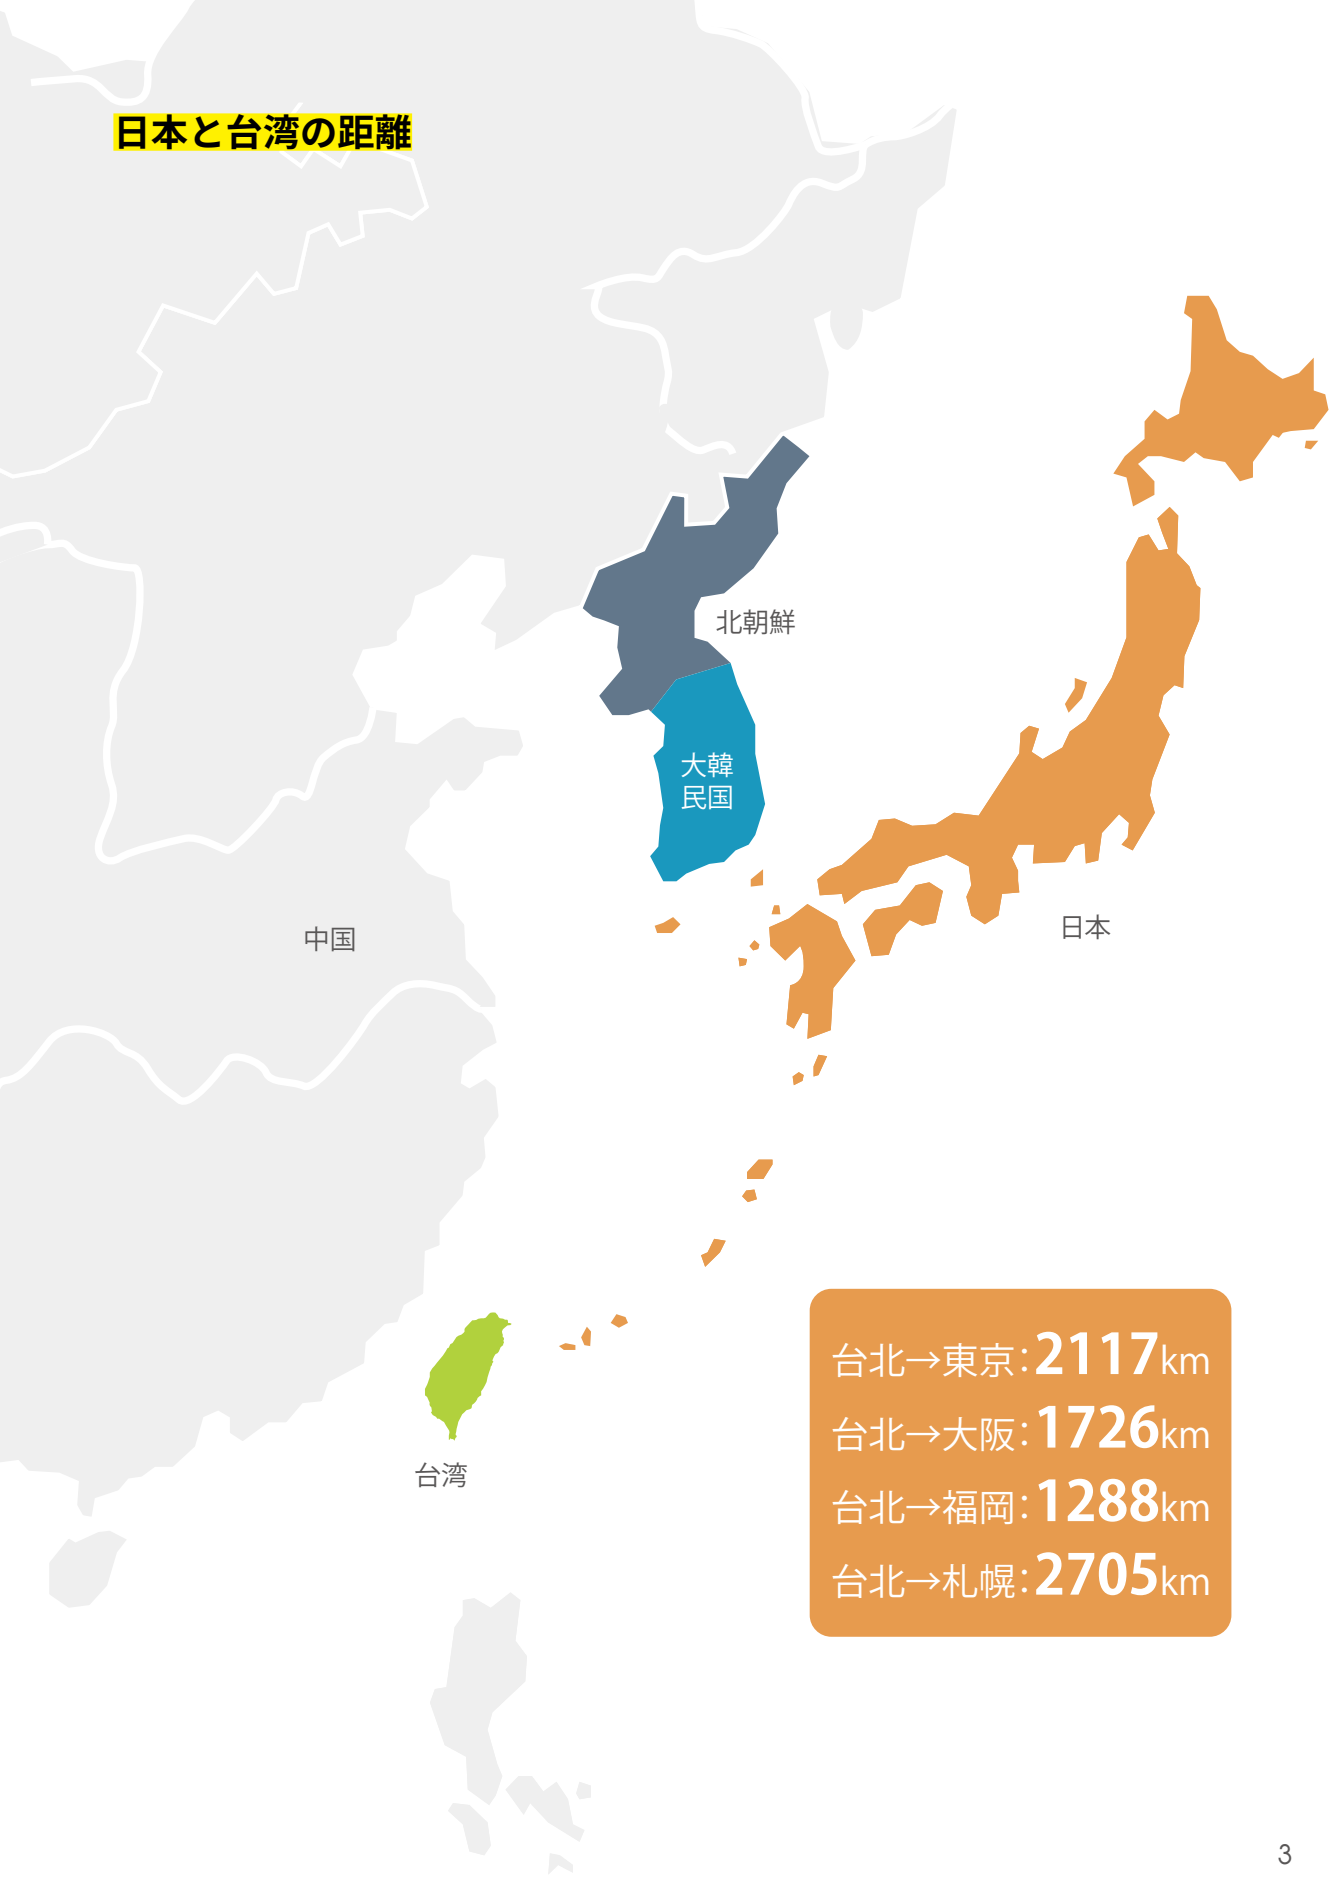 日本と台湾の距離
北朝鮮
大韓
民国
中国
日本
台湾
台北→東京：2117km
台北→大阪：1726km
台北→福岡：1288km
台北→札幌：2705km
3